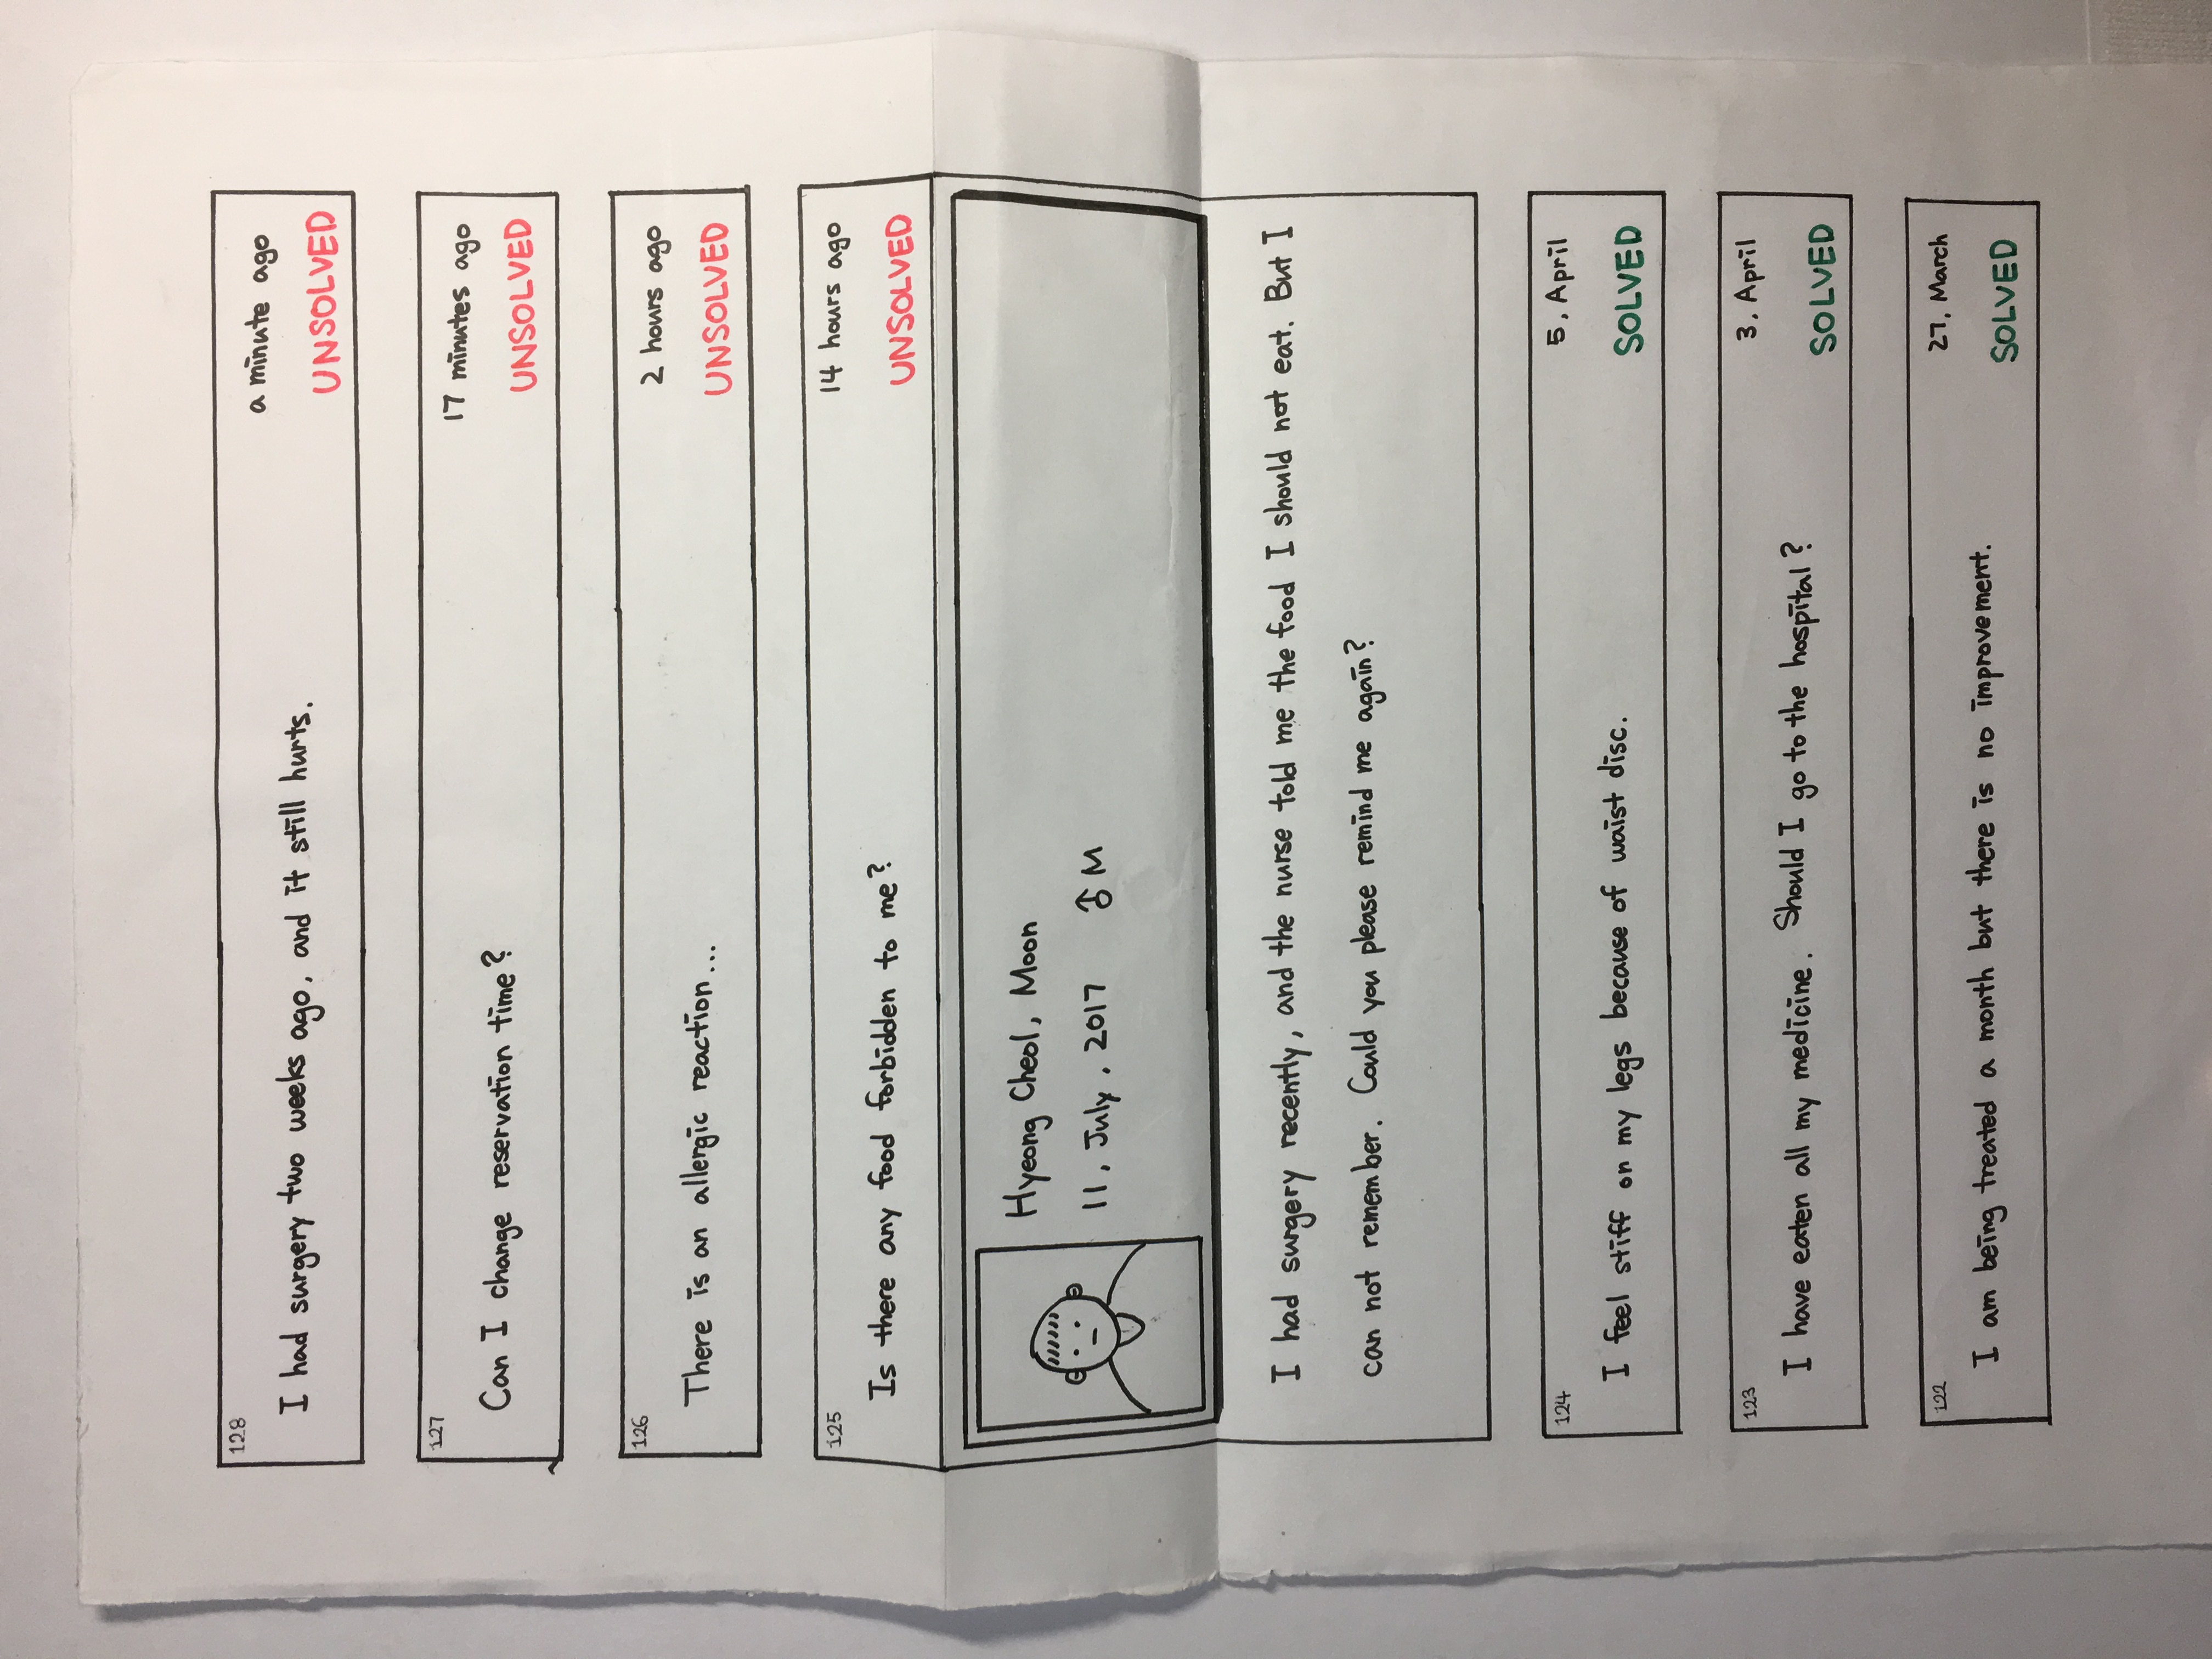 128
a minute ago
I had surgery two weeks ago, and it still hurts.
UNSOLVED
127
17 minutes ago
Can I change reservation time?
UNSOLVED
126
2 hours ago
There is an allergic reaction...
UNSOLVED
125
14 hours ago
Is there any food forbidden to me?
UNSOLVED
Hyeong Cheol, Moon
11, July, 2017 ♂ M
I had surgery recently, and the nurse told me the food I should not eat. But I
can not remember. Could you please remind me again?
124
5, April
I feel stiff on my legs because of waist disc.
SOLVED
123
3, April
I have eaten all my medicine. Should I go to the hospital?
SOLVED
122
27, March
I am being treated a month but there is no improvement.
SOLVED